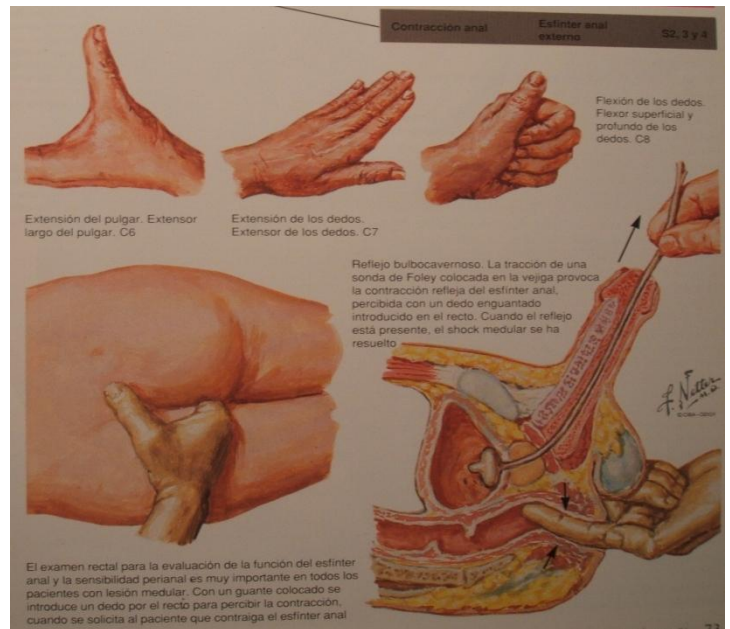 Contracción anal
Esfínter anal
externo
S2, 3 y 4
Flexión de los dedos.
Flexor superficial y
profundo de los
dedos. C8
Extensión del pulgar. Extensor
largo del pulgar. C6
Extensión de los dedos.
Extensor de los dedos. C7
Reflejo bulbocavernoso. La tracción de una
sonda de Foley colocada en la vejiga provoca
la contracción refleja del esfínter anal,
percibida con un dedo enguantado
introducido en el recto. Cuando el reflejo
está presente, el shock medular se ha
resuelto
F. Netter
M.D.
El examen rectal para la evaluación de la función del esfínter
anal y la sensibilidad perianal es muy importante en todos los
pacientes con lesión medular. Con un guante colocado se
introduce un dedo por el recto para percibir la contracción,
cuando se solicita al paciente que contraiga el esfínter anal